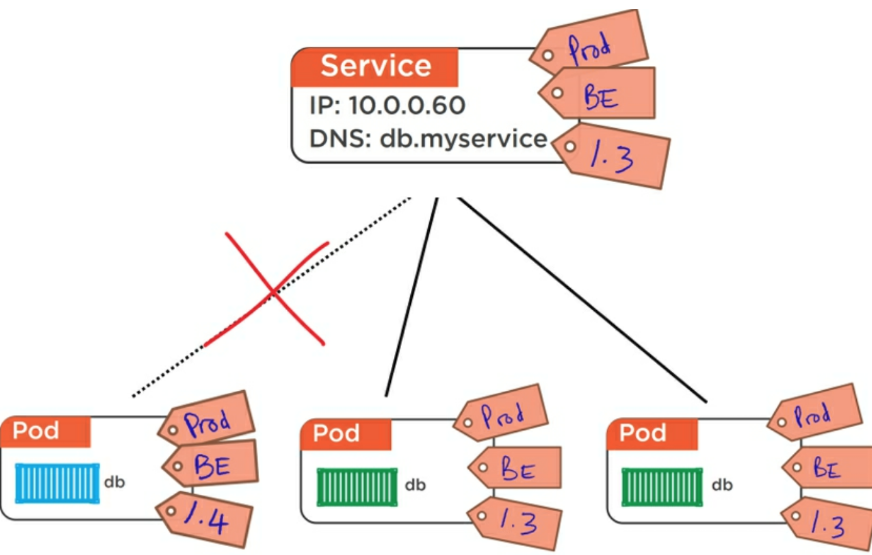 Service
IP: 10.0.0.60
DNS: db.myservice
Prod
BE
1.3
Pod
db
Prod
BE
1.4
Pod
db
Prod
BE
1.3
Pod
db
Prod
BE
1.3